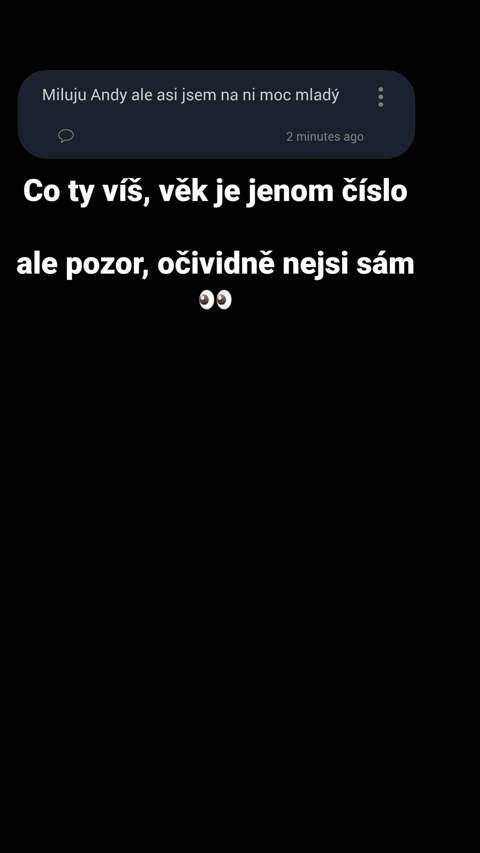 Miluju Andy ale asi jsem na ni moc mladý
2 minutes ago
Co ty víš, věk je jenom číslo
ale pozor, očividně nejsi sám
👀